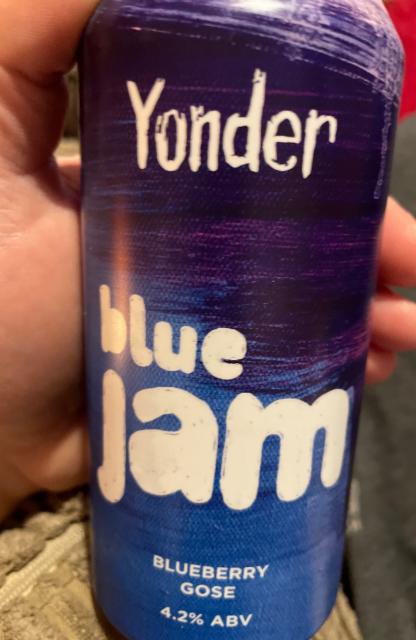 Yonder
blue
Jam
BLUEBERRY
GOSE
4.2% ABV